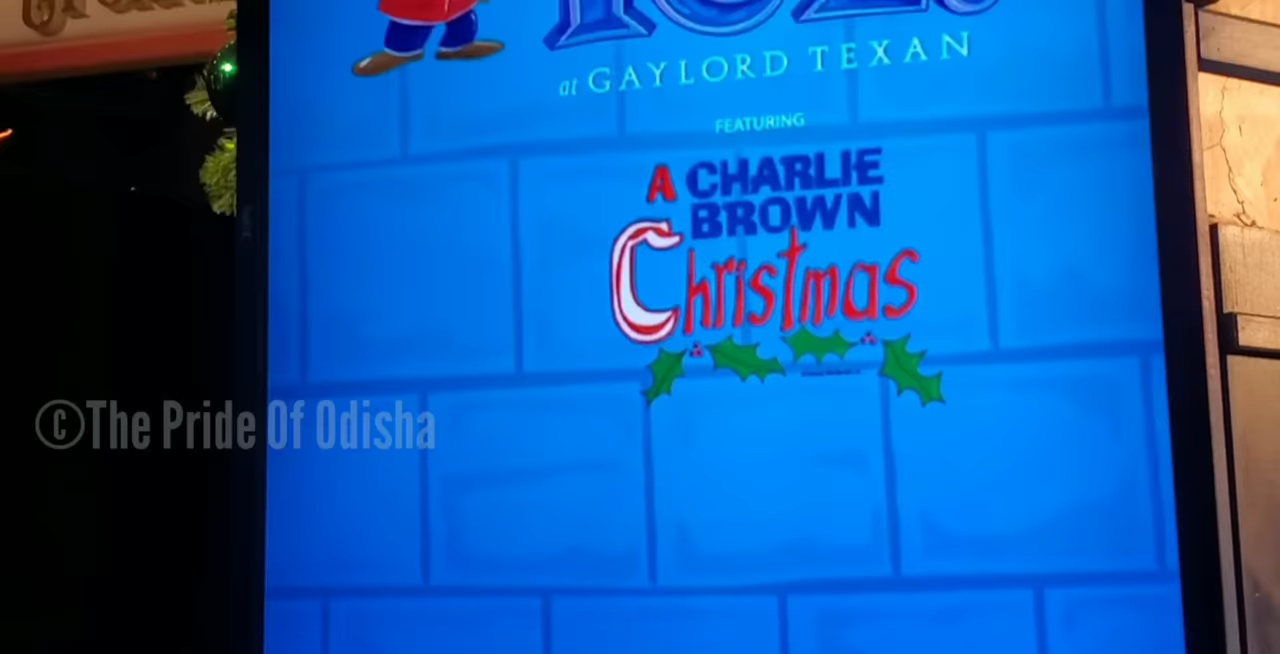 at GAYLORD TEXAN
FEATURING
A CHARLIE
BROWN
Christmas
©The Pride Of Odisha